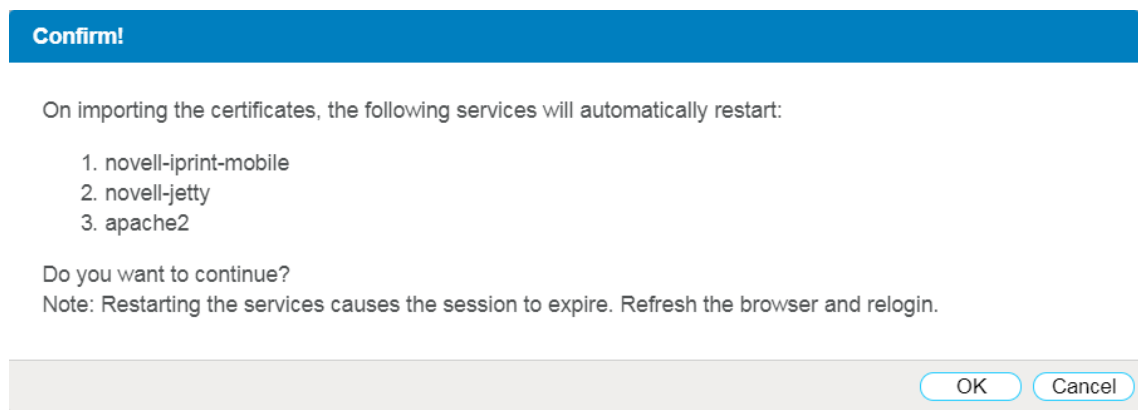 Confirm!
On importing the certificates, the following services will automatically restart:
1. novell-iprint-mobile
2. novell-jetty
3. apache2
Do you want to continue?
Note: Restarting the services causes the session to expire. Refresh the browser and relogin.
OK Cancel